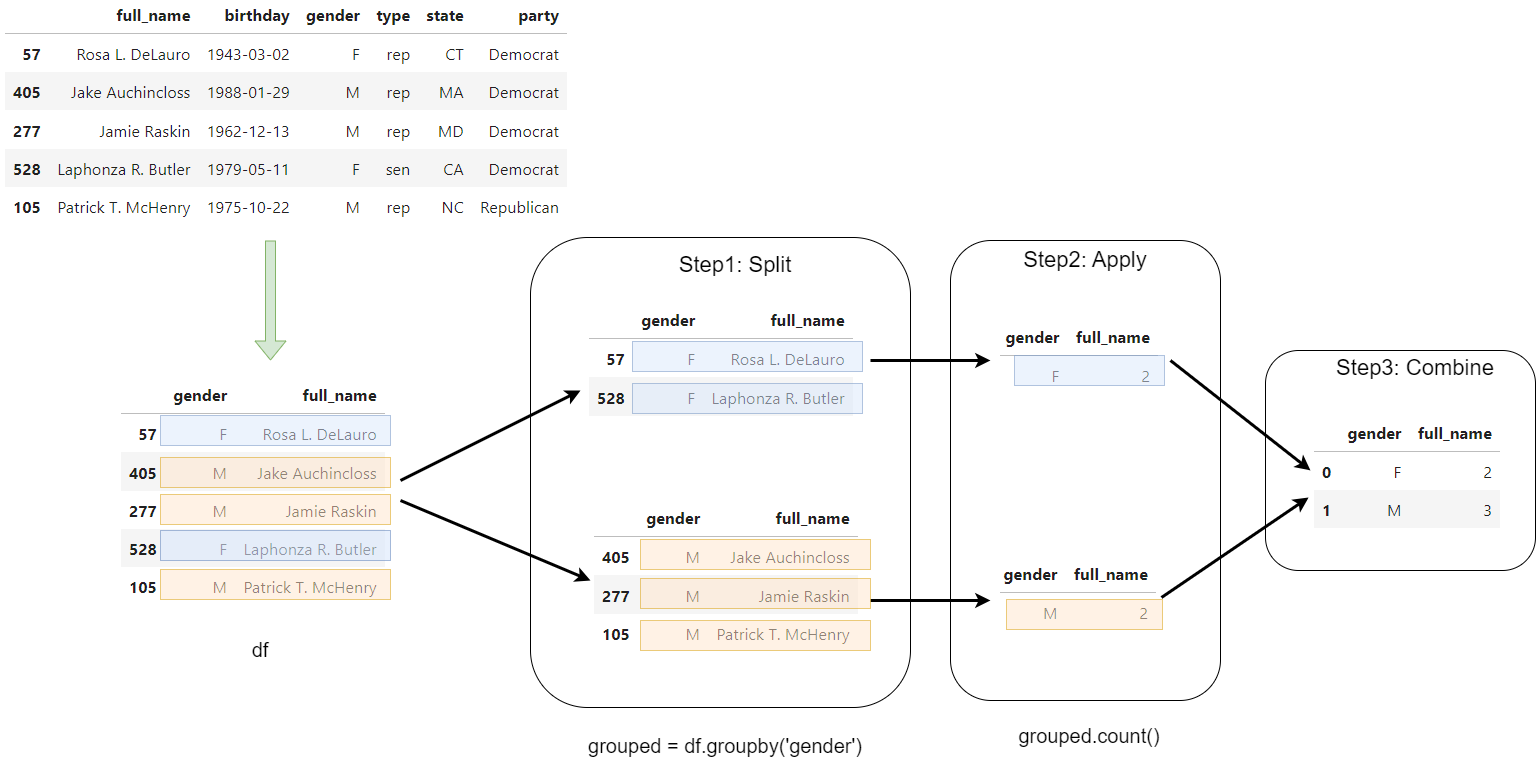 full_name birthday gender type state party
57 Rosa L. DeLauro 1943-03-02 F rep CT Democrat
405 Jake Auchincloss 1988-01-29 M rep MA Democrat
277 Jamie Raskin 1962-12-13 M rep MD Democrat
528 Laphonza R. Butler 1979-05-11 F sen CA Democrat
105 Patrick T. McHenry 1975-10-22 M rep NC Republican
gender full_name
57 F Rosa L. DeLauro
405 M Jake Auchincloss
277 M Jamie Raskin
528 F Laphonza R. Butler
105 M Patrick T. McHenry
df
Step1: Split
gender full_name
57 F Rosa L. DeLauro
528 F Laphonza R. Butler
gender full_name
405 M Jake Auchincloss
277 M Jamie Raskin
105 M Patrick T. McHenry
grouped = df.groupby('gender')
Step2: Apply
gender full_name
F 2
gender full_name
M 2
grouped.count()
Step3: Combine
gender full_name
0 F 2
1 M 3